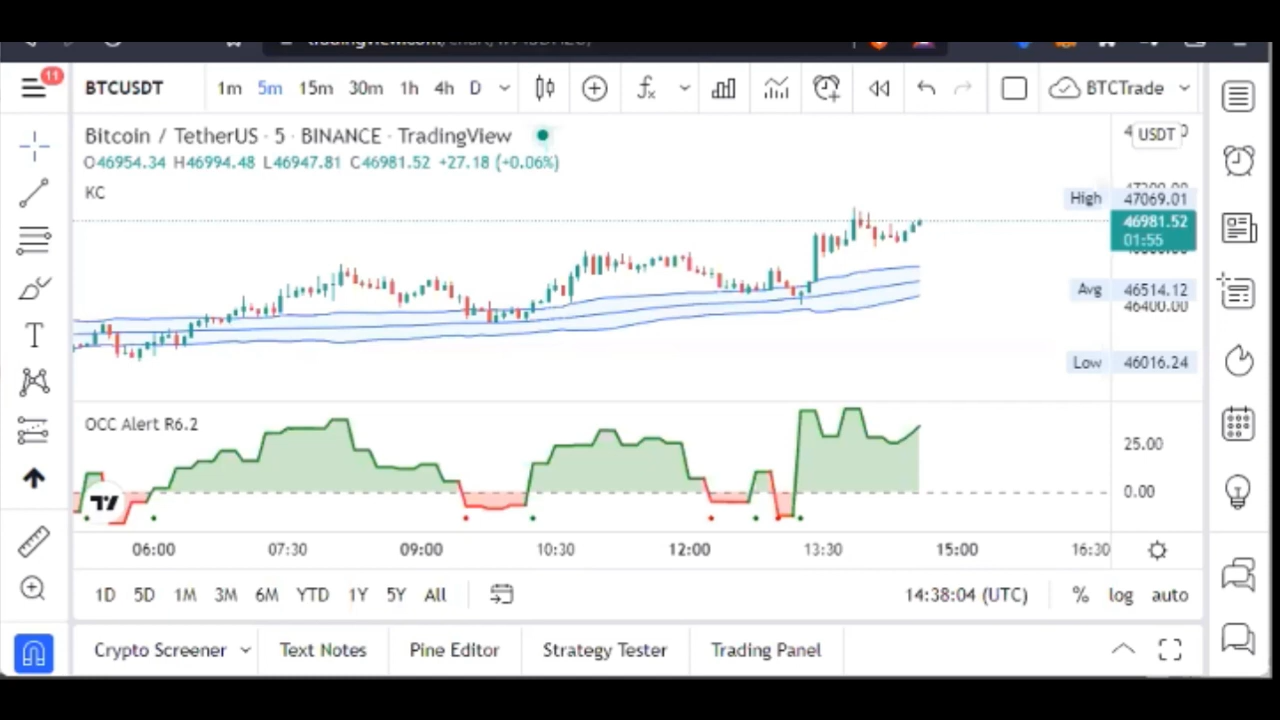 11
BTCUSDT 1m 5m 15m 30m 1h 4h D BTCTrade
Bitcoin / TetherUS · 5 · BINANCE · TradingView
USDT
O46954.34 H46994.48 L46947.81 C46981.52 +27.18 (+0.06%)
KC
High 47069.01
46981.52
01:55
Avg 46514.12
46400.00
Low 46016.24
OCC Alert R6.2
25.00
0.00
06:00 07:30 09:00 10:30 12:00 13:30 15:00 16:30
1D 5D 1M 3M 6M YTD 1Y 5Y All 14:38:04 (UTC) % log auto
Crypto Screener Text Notes Pine Editor Strategy Tester Trading Panel